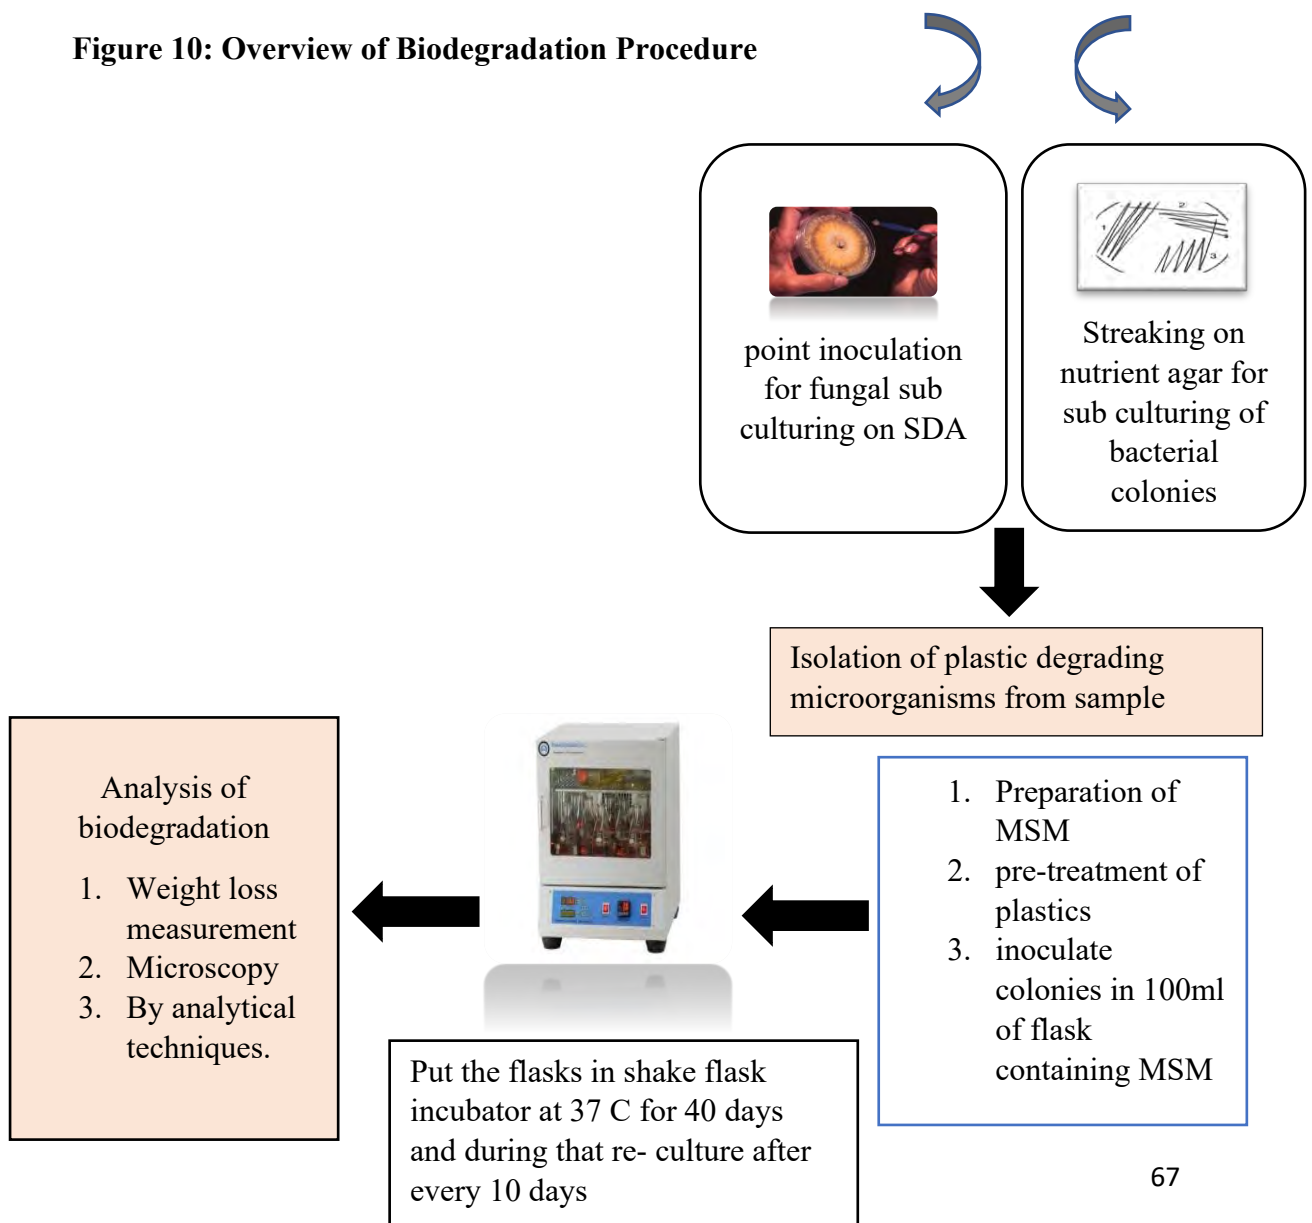 Figure 10: Overview of Biodegradation Procedure
point inoculation
for fungal sub
culturing on SDA
1
2
3
Streaking on
nutrient agar for
sub culturing of
bacterial
colonies
Isolation of plastic degrading
microorganisms from sample
1. Preparation of
MSM
2. pre-treatment of
plastics
3. inoculate
colonies in 100ml
of flask
containing MSM
Put the flasks in shake flask
incubator at 37 C for 40 days
and during that re- culture after
every 10 days
Analysis of
biodegradation
1. Weight loss
measurement
2. Microscopy
3. By analytical
techniques.
67